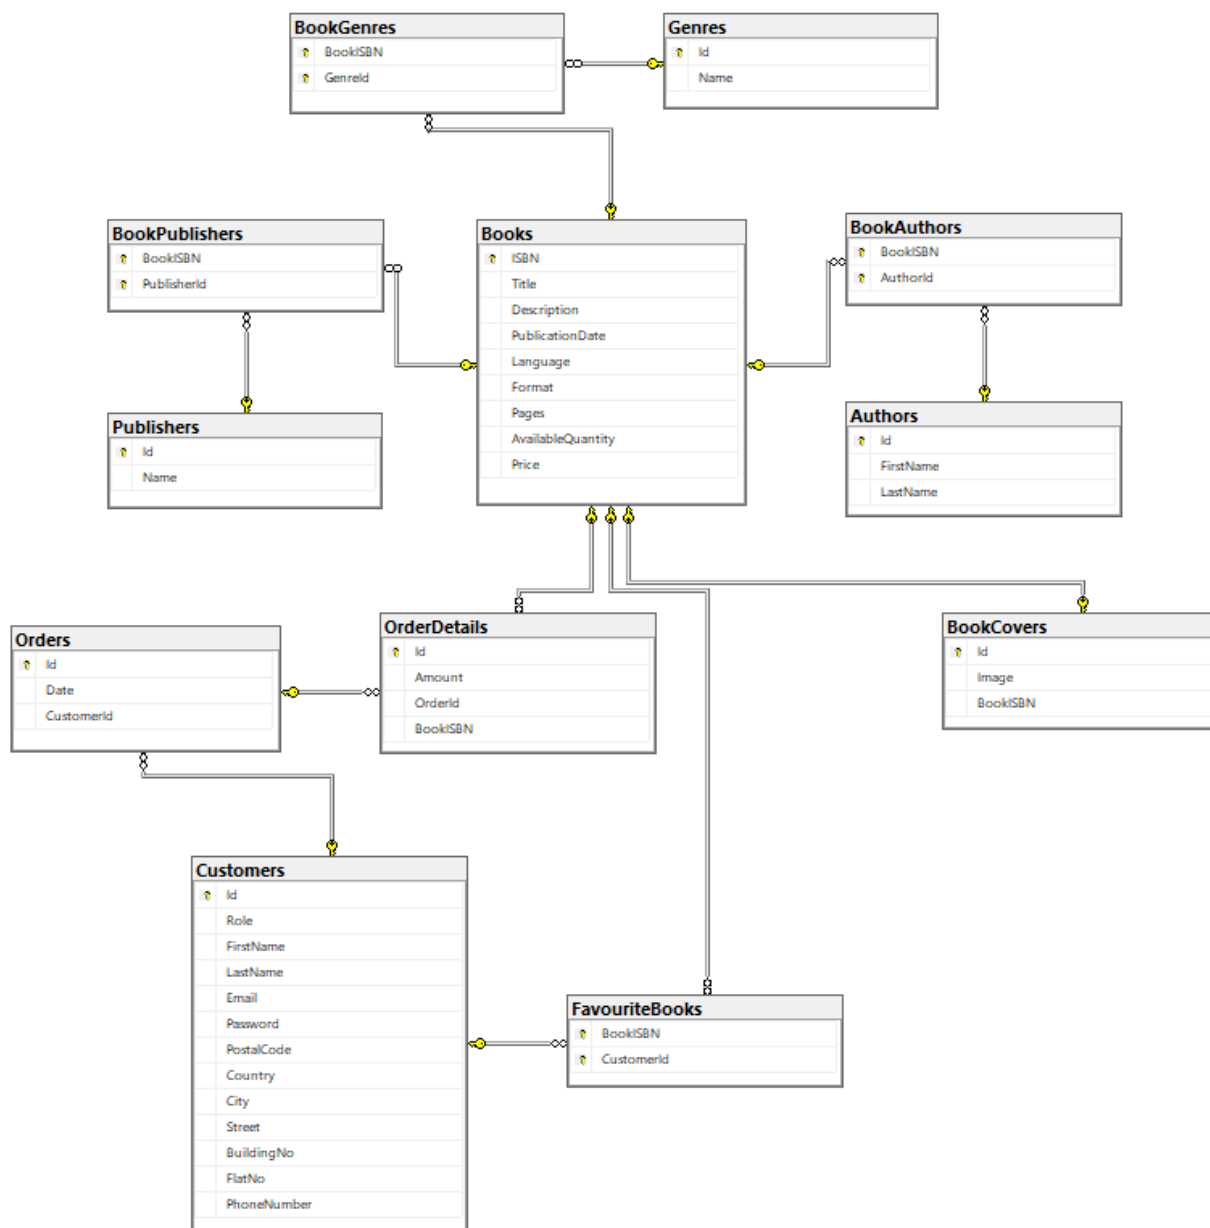 BookGenres
BookISBN
GenreId
Genres
Id
Name
BookPublishers
BookISBN
PublisherId
Books
ISBN
Title
Description
PublicationDate
Language
Format
Pages
AvailableQuantity
Price
BookAuthors
BookISBN
AuthorId
Publishers
Id
Name
Authors
Id
FirstName
LastName
Orders
Id
Date
CustomerId
OrderDetails
Id
Amount
OrderId
BookISBN
BookCovers
Id
Image
BookISBN
Customers
Id
Role
FirstName
LastName
Email
Password
PostalCode
Country
City
Street
BuildingNo
FlatNo
PhoneNumber
FavouriteBooks
BookISBN
CustomerId